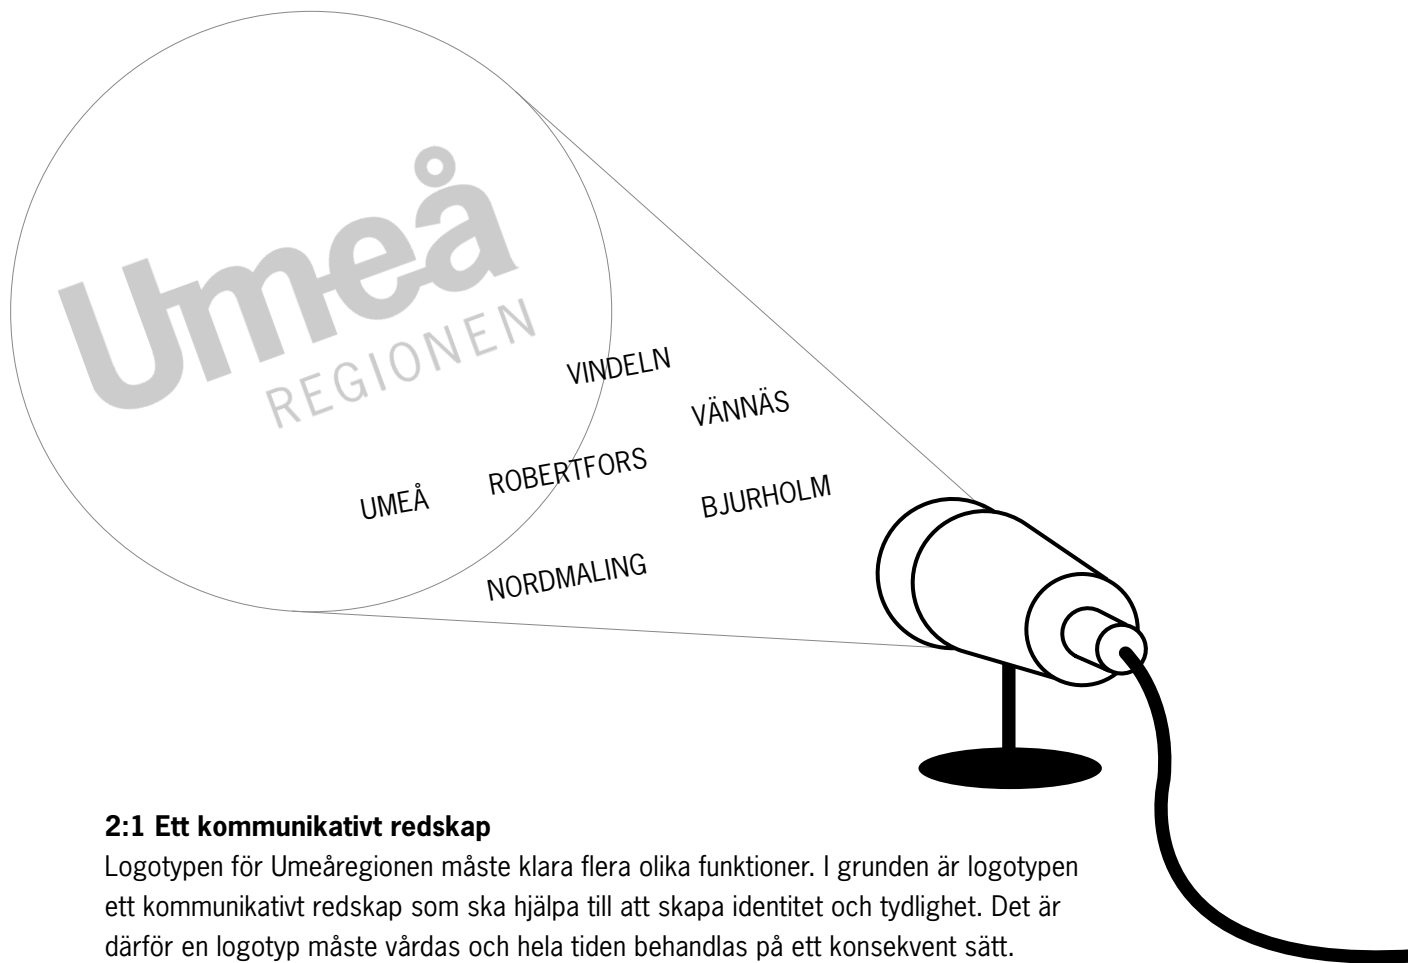 Umeå
REGIONEN
VINDELN
VÄNNÄS
ROBERTFORS
UMEÅ
BJURHOLM
NORDMALING
2:1 Ett kommunikativt redskap
Logotypen för Umeåregionen måste klara flera olika funktioner. I grunden är logotypen
ett kommunikativt redskap som ska hjälpa till att skapa identitet och tydlighet. Det är
därför en logotyp måste vårdas och hela tiden behandlas på ett konsekvent sätt.